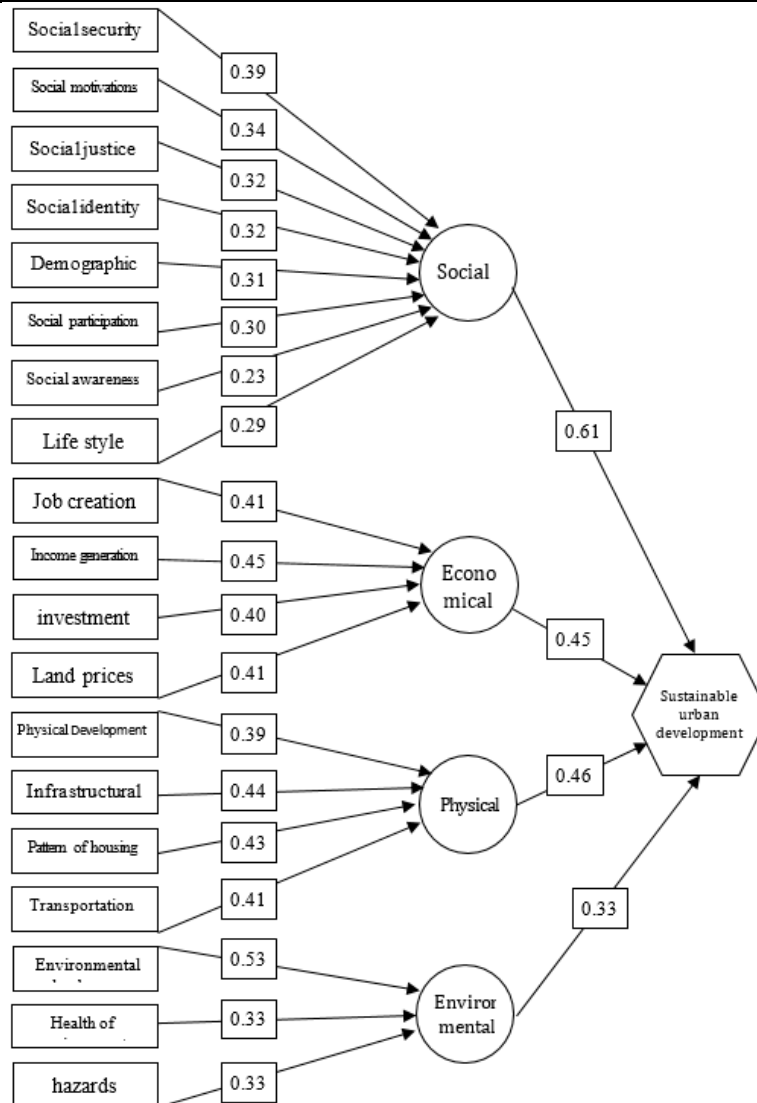 Social security
0.39
Social motivations
0.34
Social justice
0.32
Social identity
0.32
Demographic
0.31
Social participation
0.30
Social awareness
0.23
Life style
0.29
Social
0.61
Job creation
0.41
Income generation
0.45
investment
0.40
Land prices
0.41
Econo
mical
0.45
Physical Development
0.39
Infrastructural
0.44
Pattern of housing
0.43
Transportation
0.41
Physical
0.46
Sustainable
urban
development
Environmental
0.53
Health of
0.33
hazards
0.33
Enviror
mental
0.33